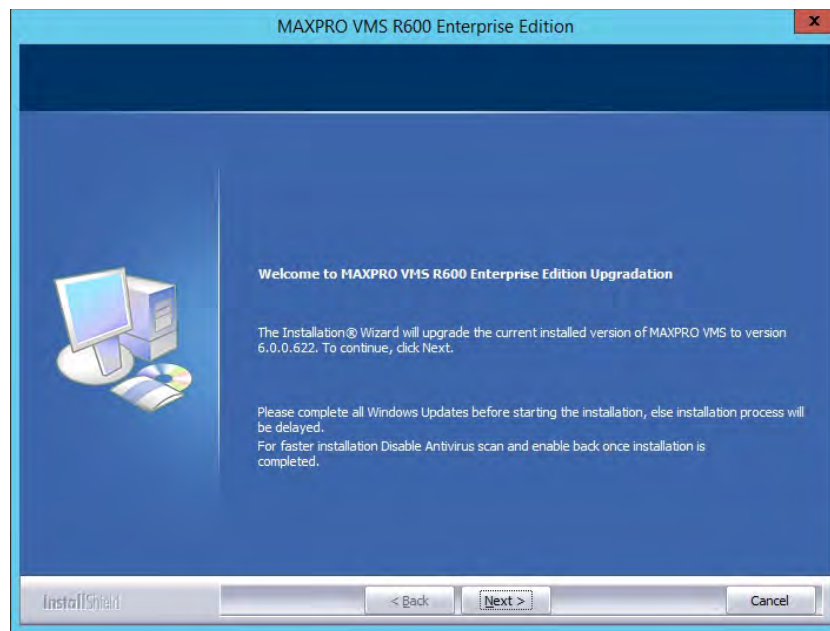 MAXPRO VMS R600 Enterprise Edition
x
Welcome to MAXPRO VMS R600 Enterprise Edition Upgradation
The Installation® Wizard will upgrade the current installed version of MAXPRO VMS to version
6.0.0.622. To continue, click Next.
Please complete all Windows Updates before starting the installation, else installation process will
be delayed.
For faster installation Disable Antivirus scan and enable back once installation is
completed.
InstallShield
< Back
Next >
Cancel